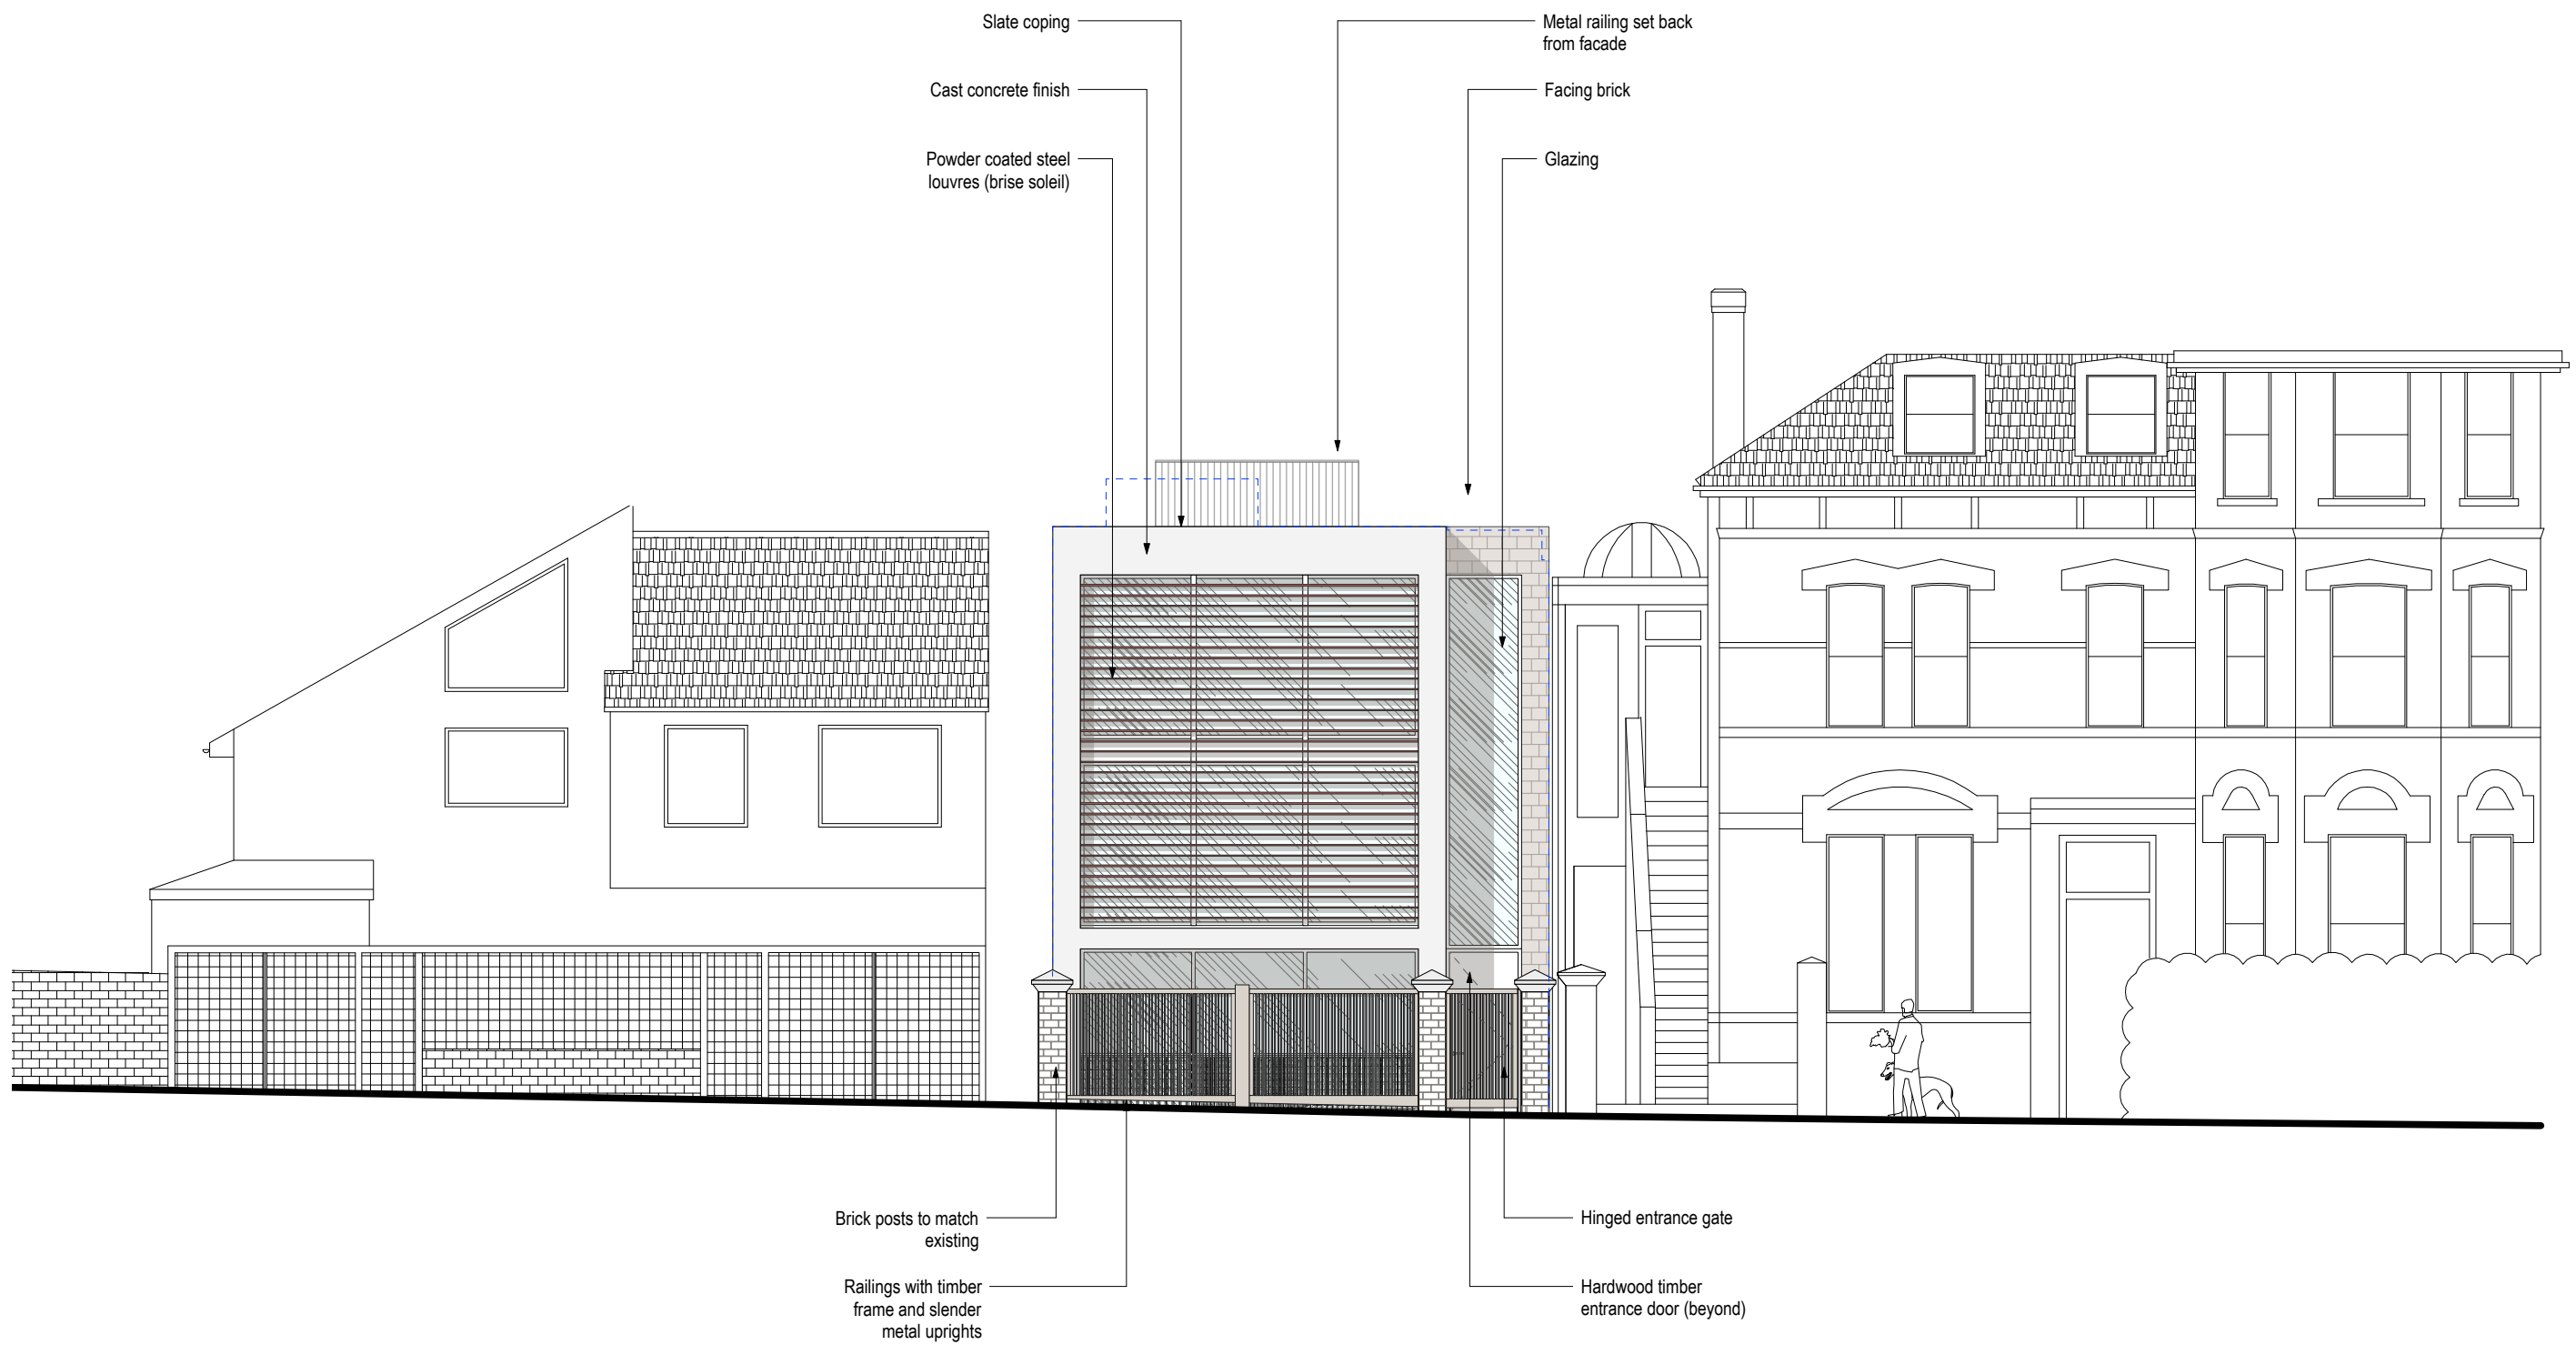 Slate coping
Metal railing set back
from facade
Cast concrete finish
Facing brick
Powder coated steel
louvres (brise soleil)
Glazing
Brick posts to match
existing
Hinged entrance gate
Railings with timber
frame and slender
metal uprights
Hardwood timber
entrance door (beyond)